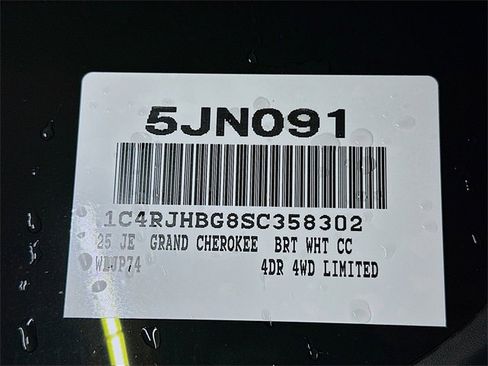 5JN091
1C4RJHBG8SC358302
25 JE GRAND CHEROKEE BRT WHT CC
WLJP74 4DR 4WD LIMITED